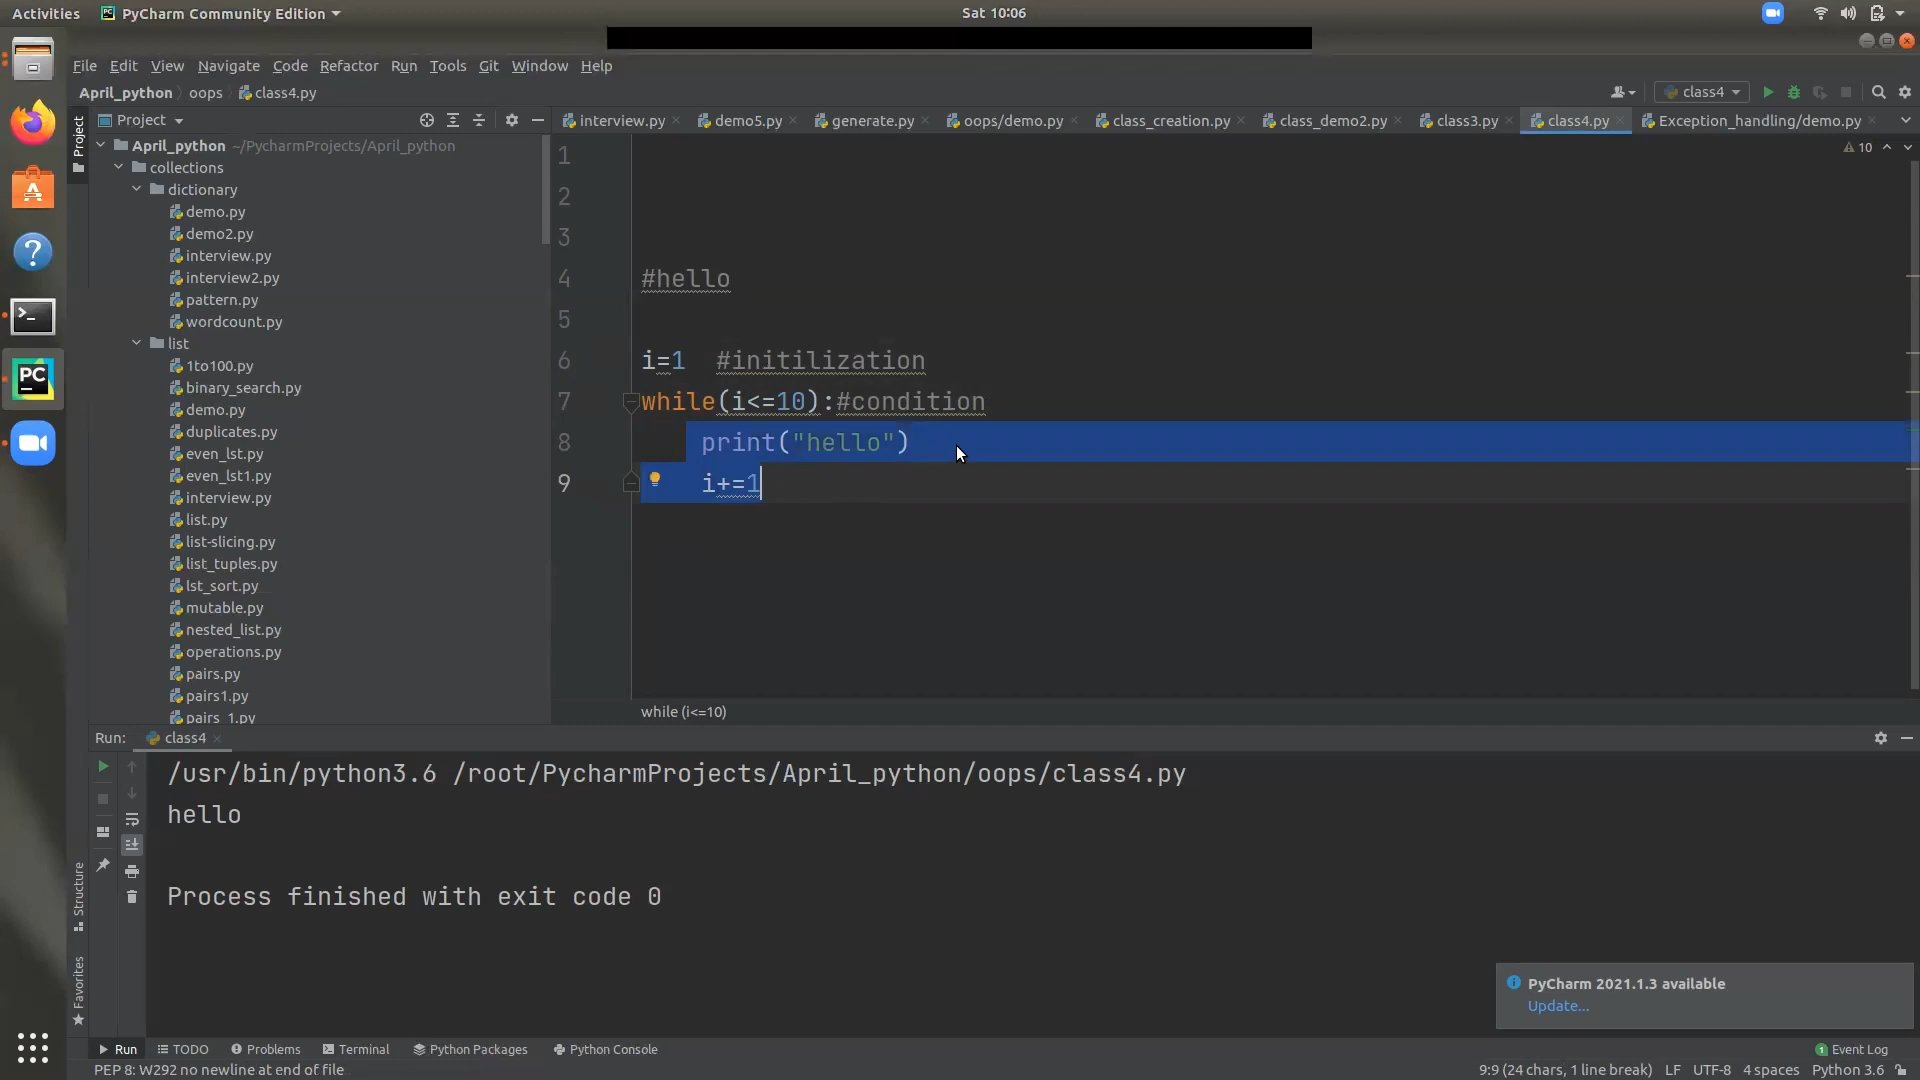 Activities PyCharm Community Edition Sat 10:06
File Edit View Navigate Code Refactor Run Tools Git Window Help
April_python oops class4.py class4
Project interview.py demo5.py generate.py oops/demo.py class_creation.py class_demo2.py class3.py class4.py Exception_handling/demo.py
Project
April_python ~/PycharmProjects/April_python
collections
dictionary
demo.py
demo2.py
interview.py
interview2.py
pattern.py
wordcount.py
list
1to100.py
binary_search.py
demo.py
duplicates.py
even_lst.py
even_lst1.py
interview.py
list.py
list-slicing.py
list_tuples.py
lst_sort.py
mutable.py
nested_list.py
operations.py
pairs.py
pairs1.py
pairs_1.py
10
1
2
3
4 #hello
5
6 i=1 #initilization
7 while(i<=10):#condition
8 print("hello")
9 i+=1
while (i<=10)
Run: class4
/usr/bin/python3.6 /root/PycharmProjects/April_python/oops/class4.py
hello
Process finished with exit code 0
Structure
Favorites
PyCharm 2021.1.3 available
Update...
Run TODO Problems Terminal Python Packages Python Console 1 Event Log
PEP 8: W292 no newline at end of file 9:9 (24 chars, 1 line break) LF UTF-8 4 spaces Python 3.6